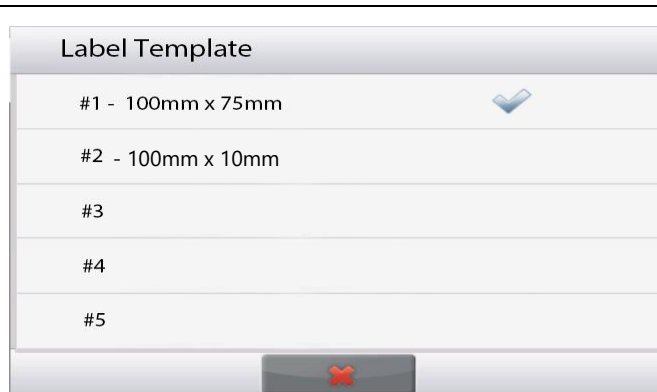 Label Template
#1 - 100mm x 75mm
#2 - 100mm x 10mm
#3
#4
#5